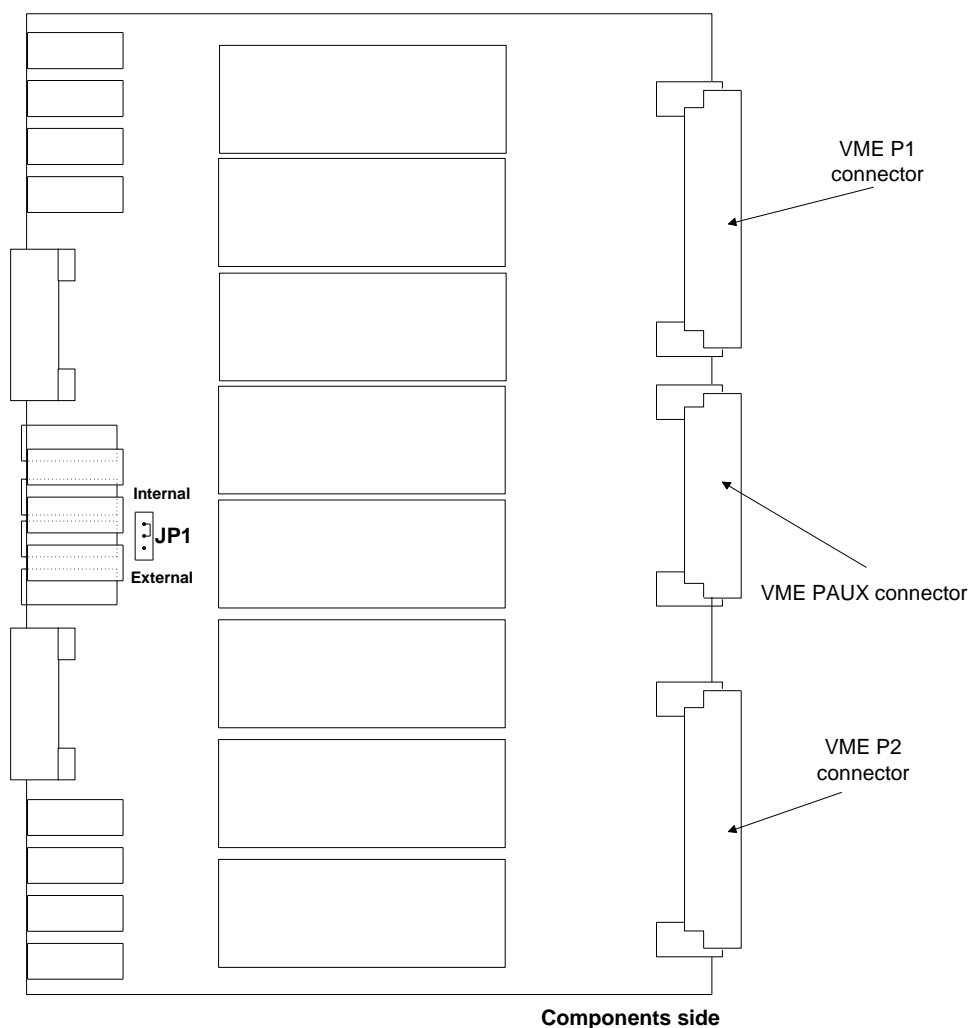 VME P1
connector
Internal
JP1
External
VME PAUX connector
VME P2
connector
Components side